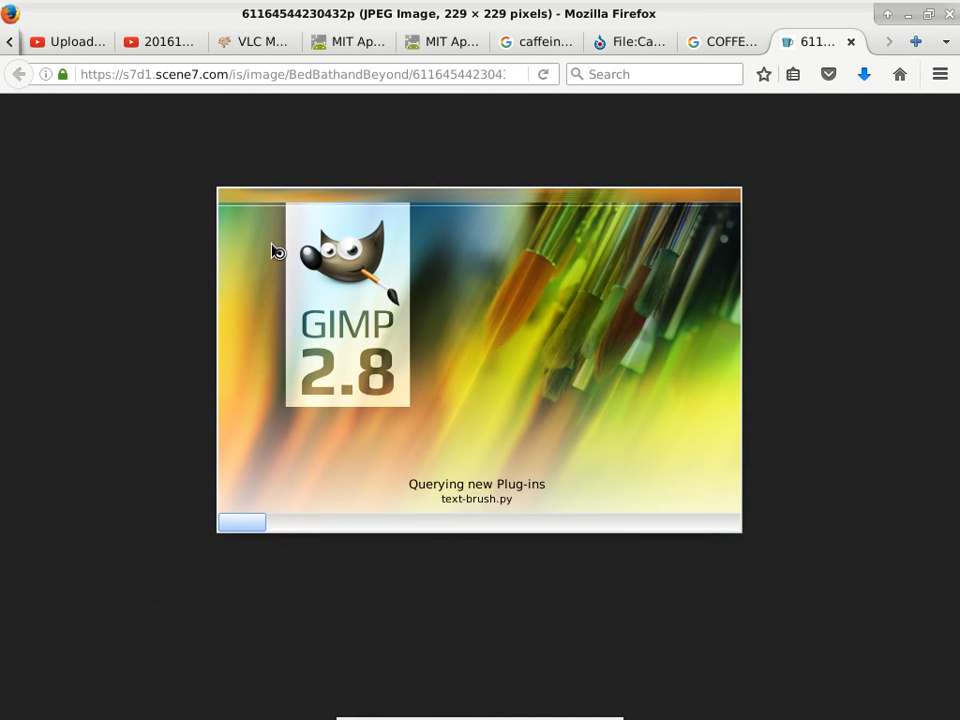 61164544230432p (JPEG Image, 229 × 229 pixels) - Mozilla Firefox
Upload...
20161...
VLC M...
MIT Ap...
MIT Ap...
caffein...
File:Ca...
COFFE...
611...
https://s7d1.scene7.com/is/image/BedBathandBeyond/611645442304
Search
GIMP
2.8
Querying new Plug-ins
text-brush.py